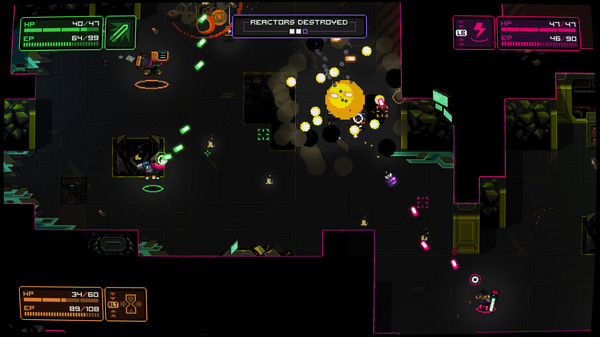 HP 40/47
EP 64/99
REACTORS DESTROYED
LB
HP 47/47
EP 46/90
HP 34/60
EP 89/108
ALT